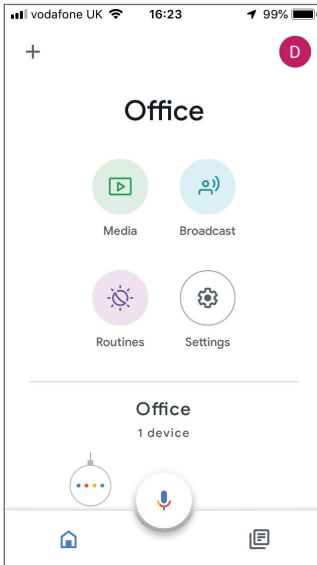 vodafone UK 16:23 99%
D
Office
Media Broadcast
Routines Settings
Office
1 device